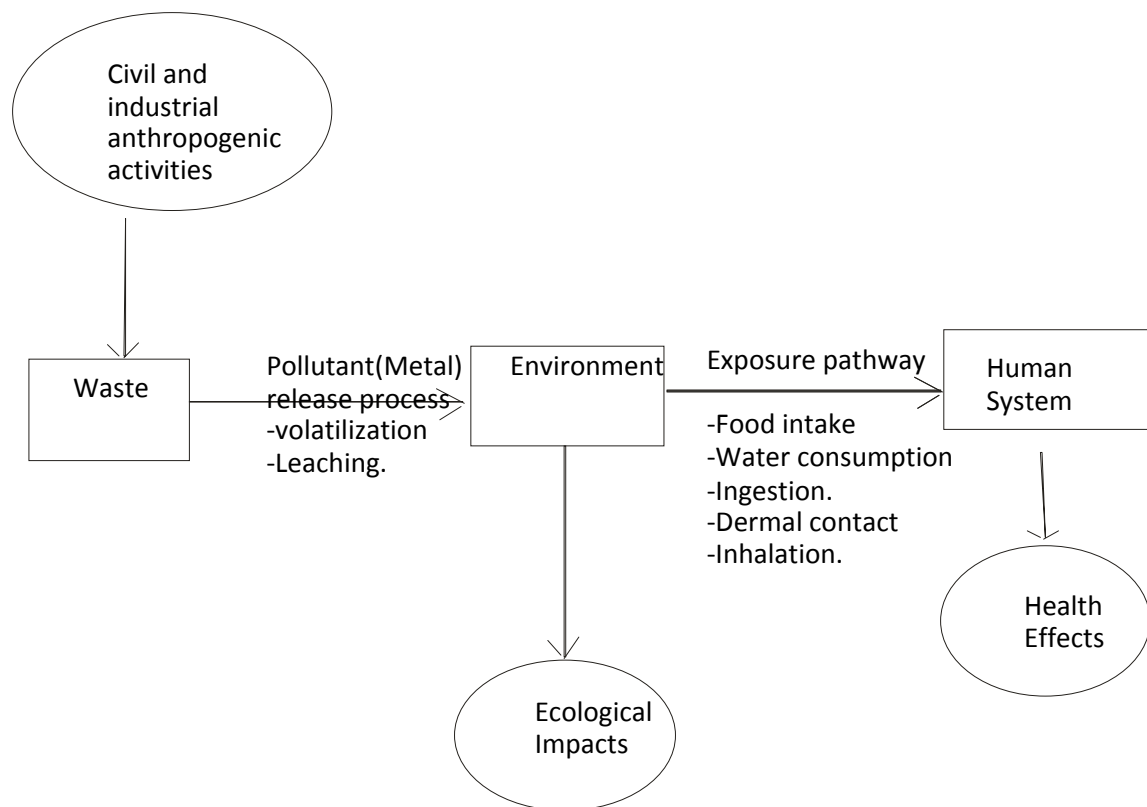 Civil and
industrial
anthropogenic
activities
Waste
Pollutant(Metal)
release process
-volatilization
-Leaching.
Environment
Exposure pathway
-Food intake
-Water consumption
-Ingestion.
-Dermal contact
-Inhalation.
Human
System
Health
Effects
Ecological
Impacts